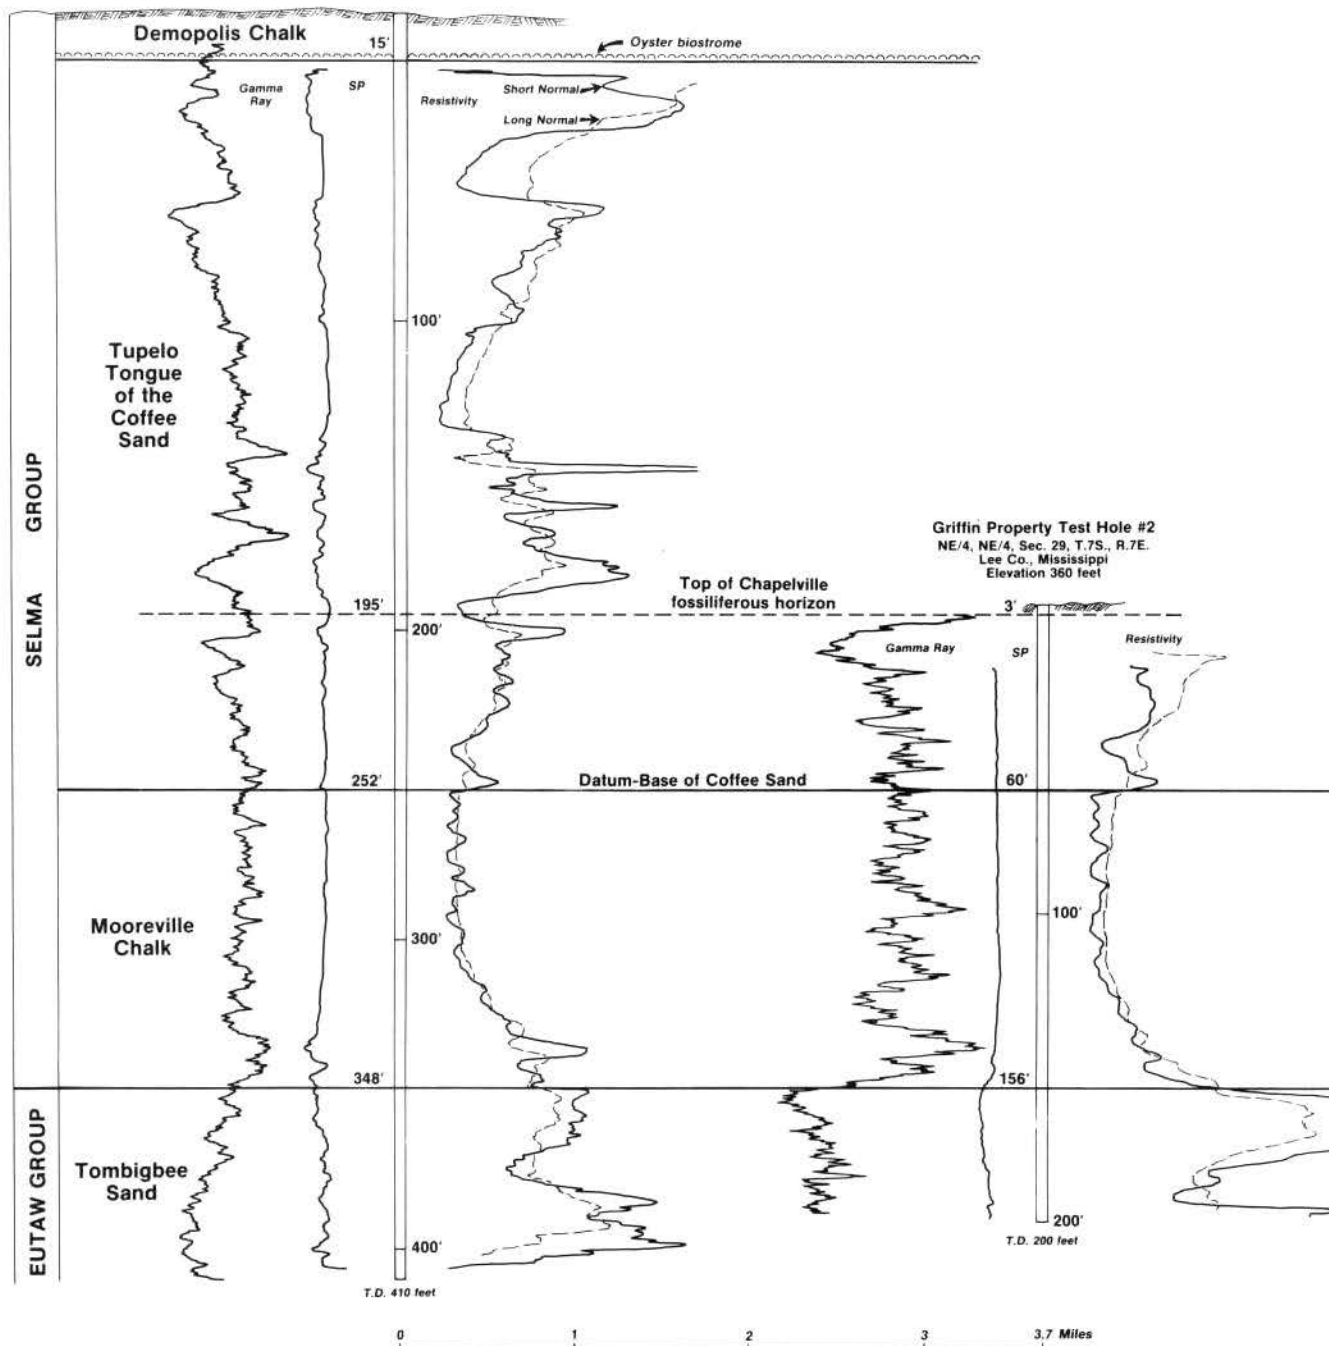 Demopolis Chalk
15'
Oyster biostrome
Gamma
Ray
SP
Resistivity
Short Normal
Long Normal
100'
Tupelo
Tongue
of the
Coffee
Sand
SELMA GROUP
Griffin Property Test Hole #2
NE/4, NE/4, Sec. 29, T.7S., R.7E.
Lee Co., Mississippi
Elevation 360 feet
Top of Chapelville
fossiliferous horizon
195'
3'
200'
Gamma Ray
SP
Resistivity
252'
Datum-Base of Coffee Sand
60'
Mooreville
Chalk
100'
300'
348'
156'
EUTAW GROUP
Tombigbee
Sand
200'
T.D. 200 feet
400'
T.D. 410 feet
0 1 2 3 3.7 Miles